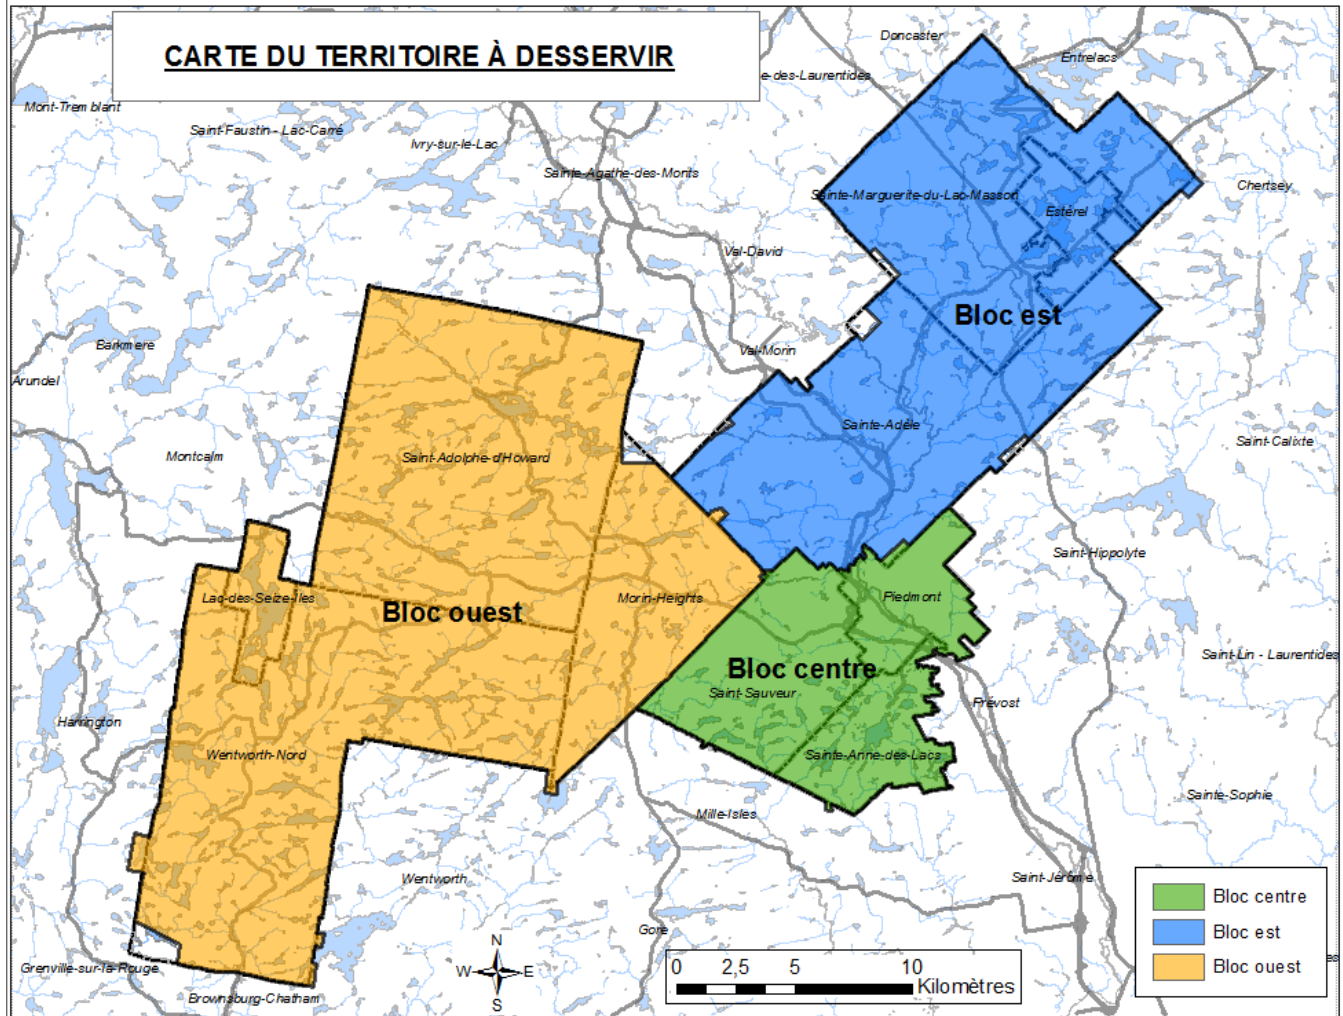 CARTE DU TERRITOIRE À DESSERVIR
Doncaster
Entrelacs
e-des-Laurentides
Mont-Tremblant
Saint-Faustin - Lac-Carré
Ivry-sur-le-Lac
Sainte-Agathe-des-Monts
Chertsey
Sainte-Marguerite-du-Lac-Masson
Estérel
Val-David
Bloc est
Barkmere
Val-Morin
Arundel
Sainte-Adèle
Saint-Calixte
Montcalm
Saint-Adolphe-d'Howard
Saint-Hippolyte
Lac-des-Seize-Iles
Bloc ouest
Morin-Heights
Piedmont
Saint-Lin - Laurentides
Bloc centre
Saint-Sauveur
Prévost
Harrington
Wentworth-Nord
Sainte-Anne-des-Lacs
Sainte-Sophie
Mille-Isles
Wentworth
Saint-Jérôme
Bloc centre
Bloc est
Bloc ouest
Gore
N
W E
S
0 2,5 5 10
Kilomètres
Grenville-sur-la-Rouge
Brownsburg-Chatham